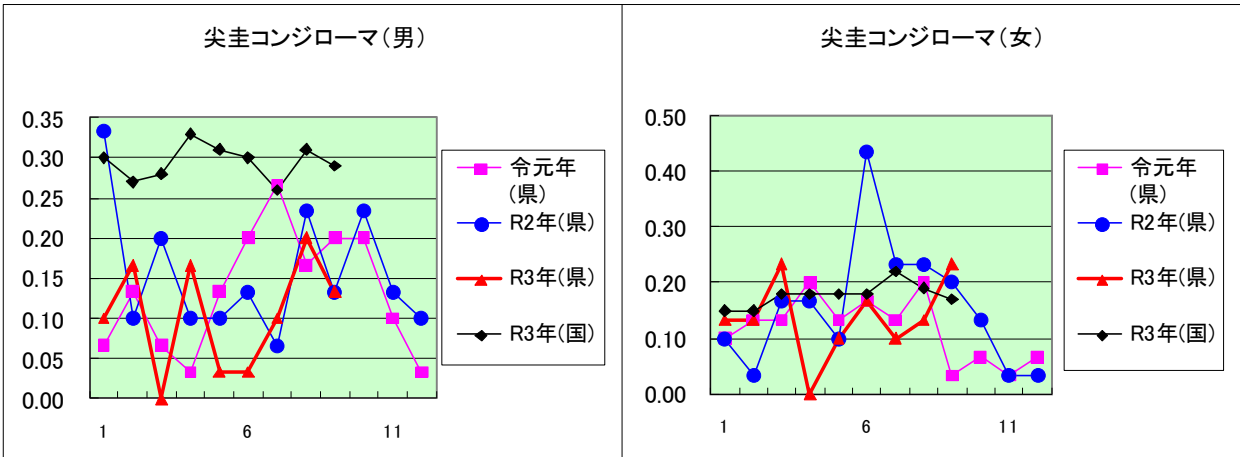 尖圭コンジローマ(男)
0.35
0.30
0.25
0.20
0.15
0.10
0.05
0.00
1
6
11
令元年
(県)
R2年(県)
R3年(県)
R3年(国)
尖圭コンジローマ(女)
0.50
0.40
0.30
0.20
0.10
0.00
1
6
11
令元年
(県)
R2年(県)
R3年(県)
R3年(国)